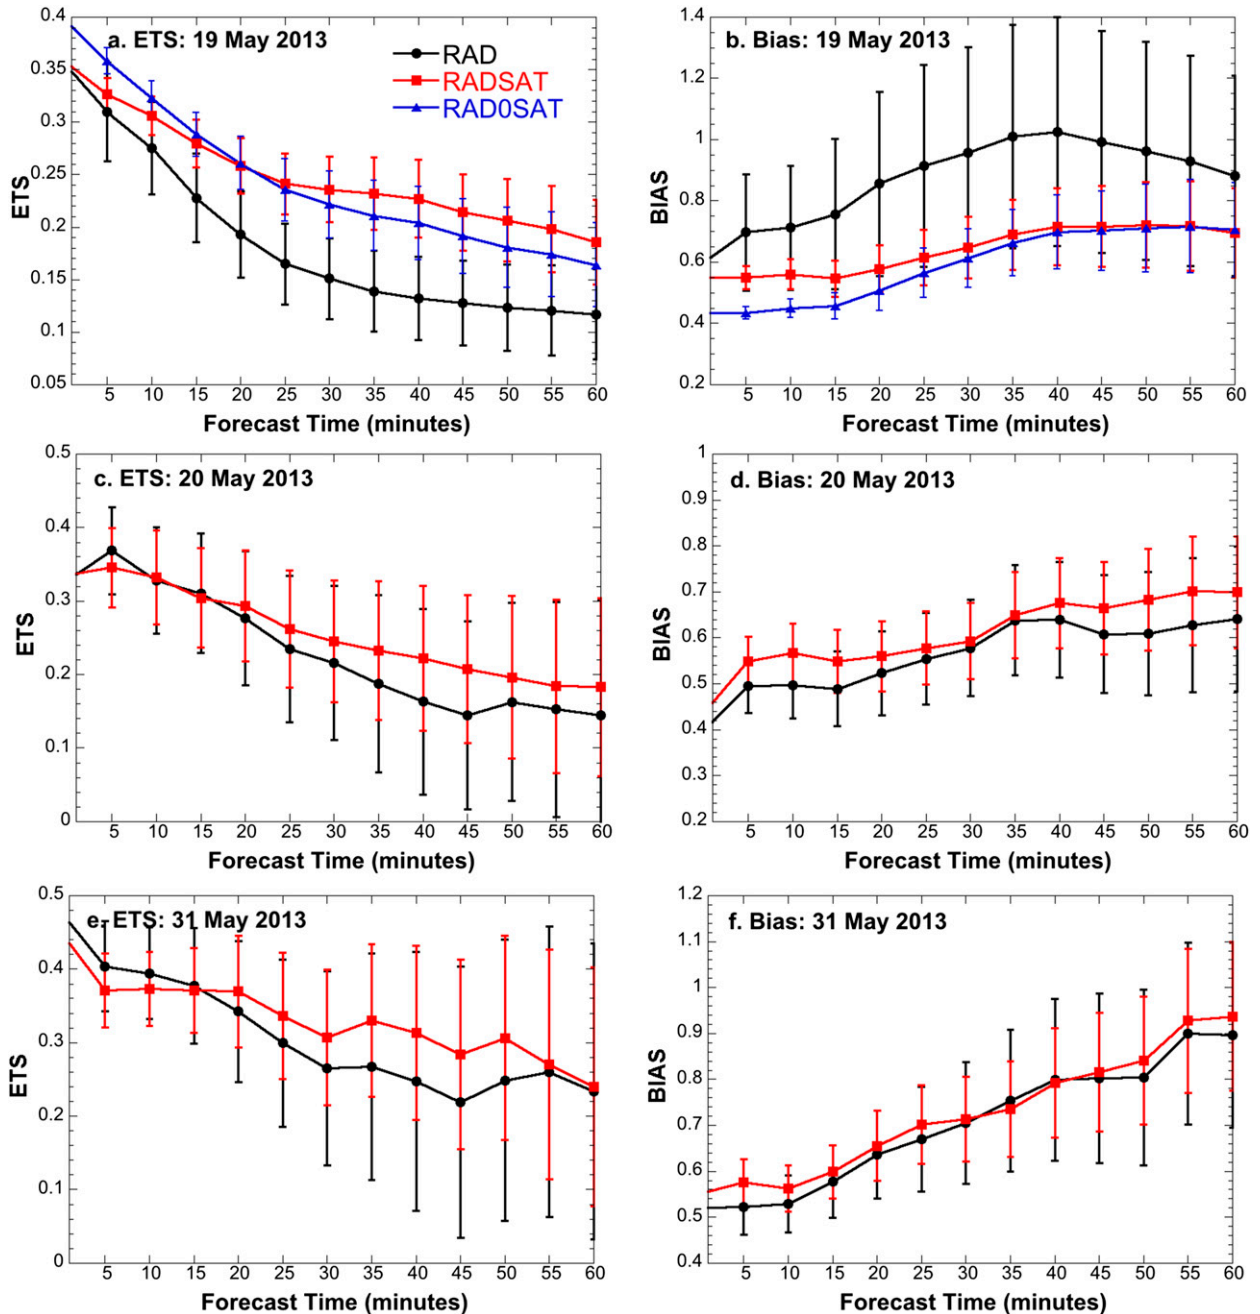 a. ETS: 19 May 2013
RAD
RADSAT
RAD0SAT
0.4
0.35
0.3
0.25
0.2
0.15
0.1
0.05
ETS
5 10 15 20 25 30 35 40 45 50 55 60
Forecast Time (minutes)
b. Bias: 19 May 2013
1.4
1.2
1
0.8
0.6
0.4
0.2
BIAS
5 10 15 20 25 30 35 40 45 50 55 60
Forecast Time (minutes)
c. ETS: 20 May 2013
0.5
0.4
0.3
0.2
0.1
0
ETS
5 10 15 20 25 30 35 40 45 50 55 60
Forecast Time (minutes)
d. Bias: 20 May 2013
1
0.9
0.8
0.7
0.6
0.5
0.4
0.3
0.2
BIAS
5 10 15 20 25 30 35 40 45 50 55 60
Forecast Time (minutes)
e. ETS: 31 May 2013
0.5
0.4
0.3
0.2
0.1
0
ETS
5 10 15 20 25 30 35 40 45 50 55 60
Forecast Time (minutes)
f. Bias: 31 May 2013
1.2
1.1
1
0.9
0.8
0.7
0.6
0.5
0.4
BIAS
5 10 15 20 25 30 35 40 45 50 55 60
Forecast Time (minutes)